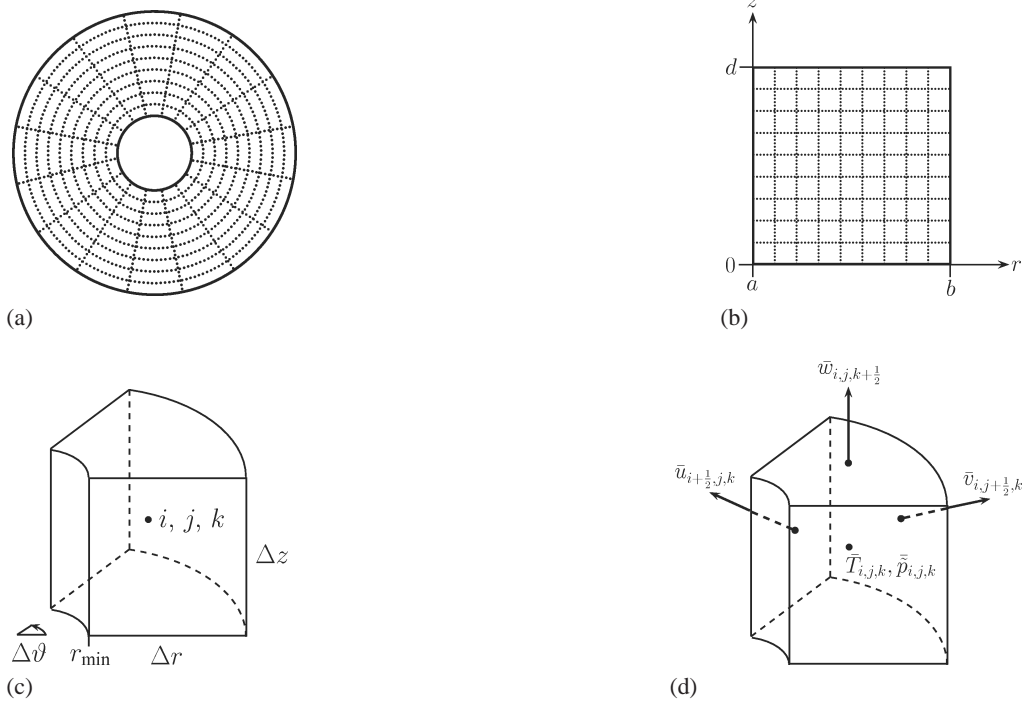 z
d
0
a
b
r
(a)
(b)
i, j, k
Δz
Δϑ
r_min
Δr
(c)
w̄_{i,j,k+½}
ū_{i+½,j,k}
v̄_{i,j+½,k}
T̄_{i,j,k}, p̃̄_{i,j,k}
(d)